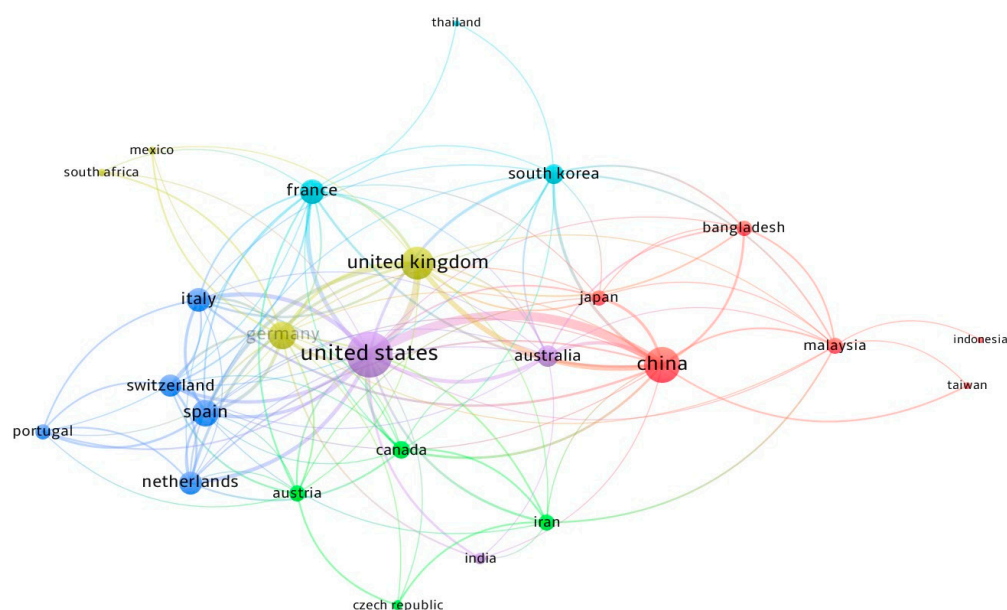 thailand
mexico
south africa
france
south korea
bangladesh
united kingdom
italy
japan
germany
united states
australia
china
malaysia
indonesia
switzerland
taiwan
spain
portugal
canada
netherlands
austria
iran
india
czech republic